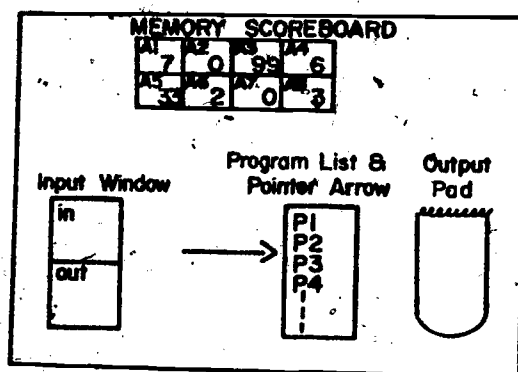 MEMORY SCOREBOARD
A1 A2 A3 A4
7 0 99 6
A5 A6 A7 A8
33 2 0 3
Program List &
Pointer Arrow
Output
Pad
Input Window
in
out
P1
P2
P3
P4